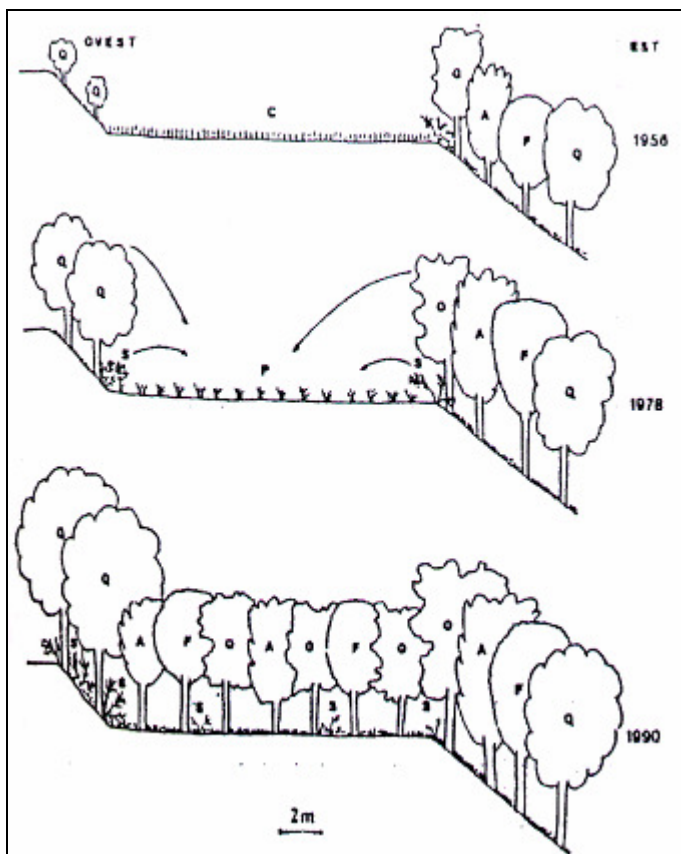 OVEST EST
Q
Q
C
O A F Q
1956
Q Q
S P S
O A F Q
1978
Q Q
A F O A O F O O A F Q
S S S S S
1990
2m